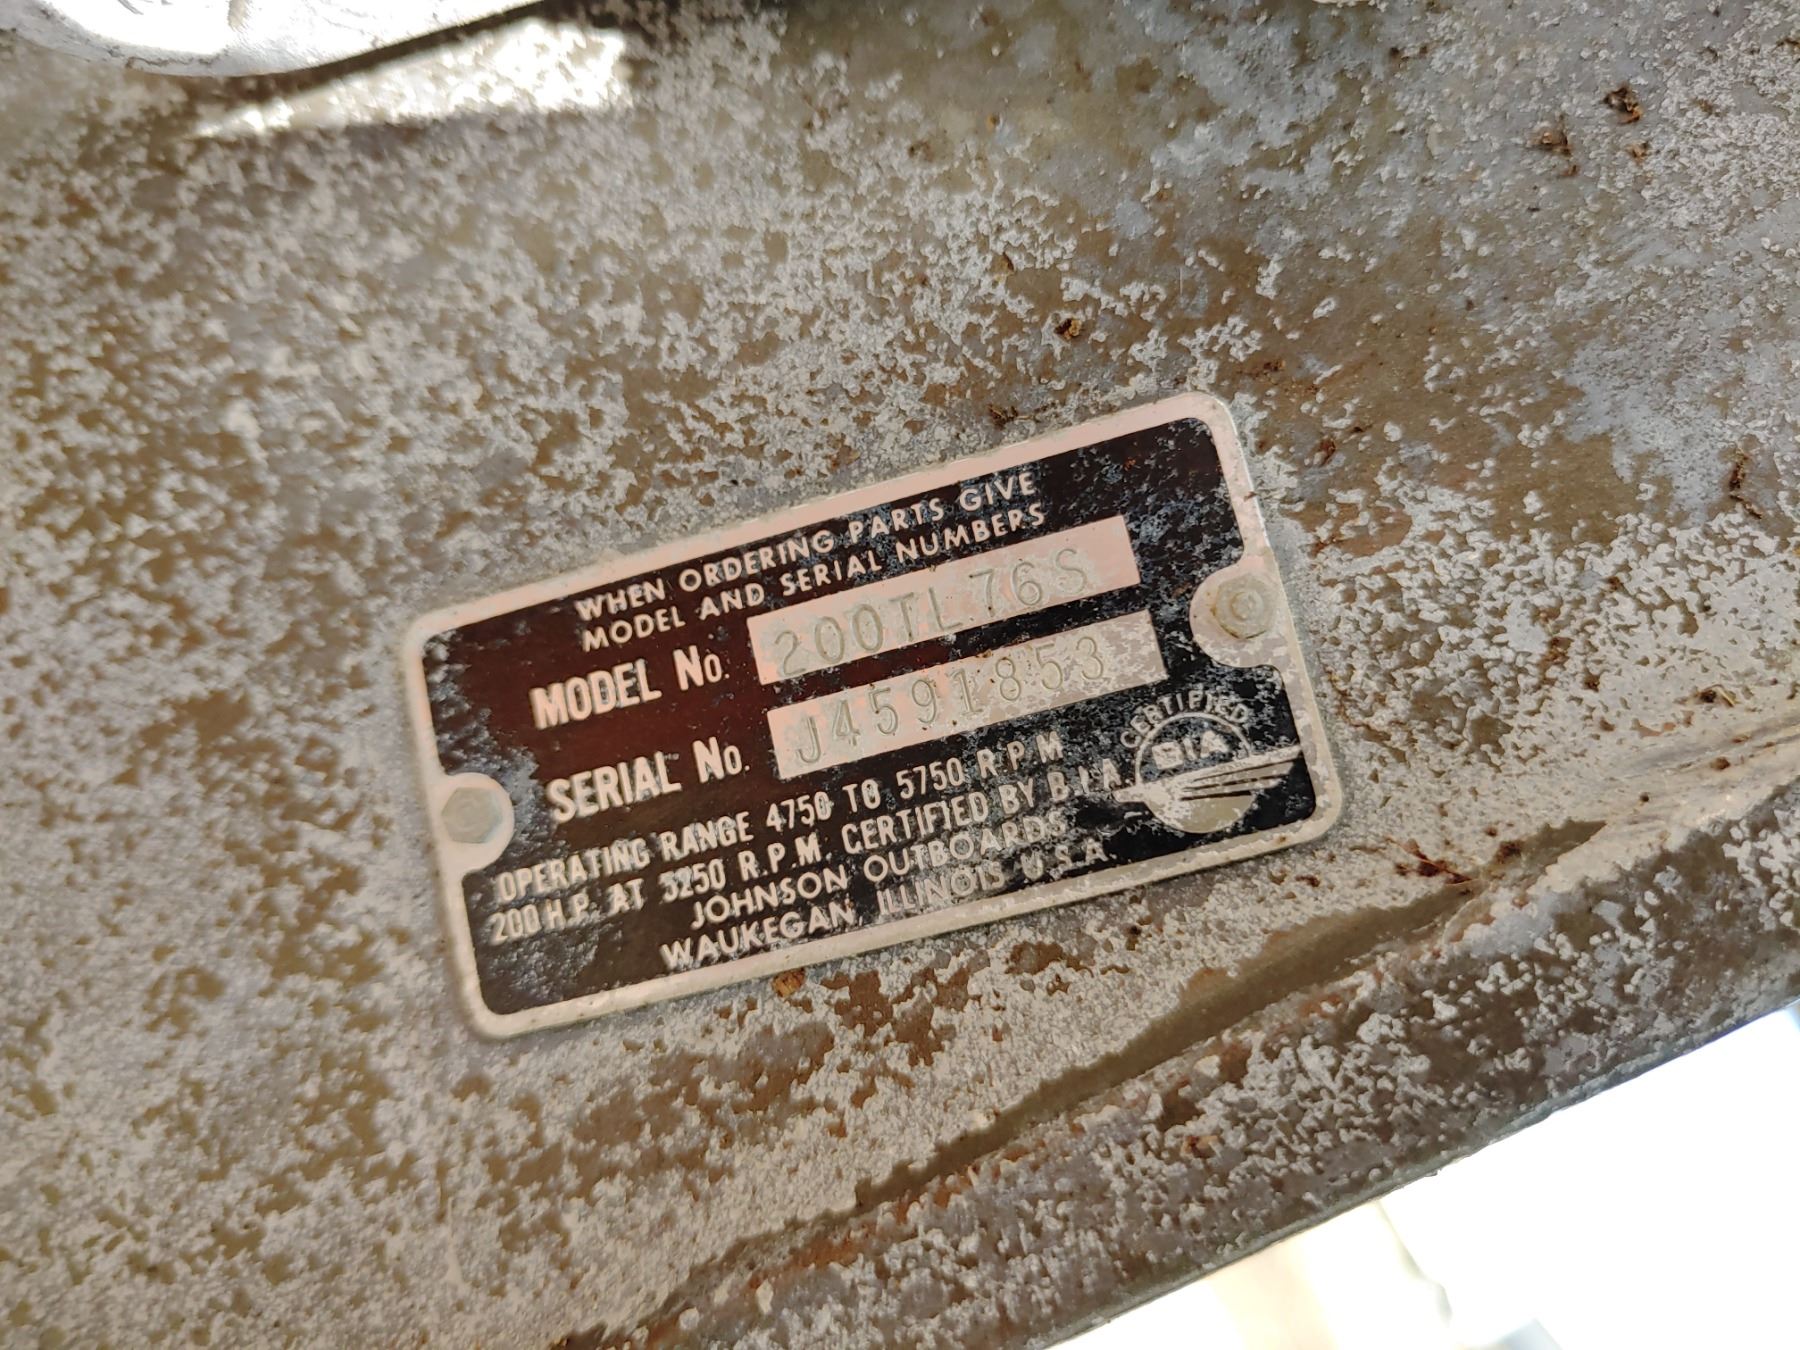 WHEN ORDERING PARTS GIVE
MODEL AND SERIAL NUMBERS
MODEL No. 200TL76S
SERIAL No. J4591853
OPERATING RANGE 4750 TO 5750 R.P.M
200 H.P. AT 5250 R.P.M. CERTIFIED BY B.I.A.
JOHNSON OUTBOARDS
WAUKEGAN, ILLINOIS U.S.A.
CERTIFIED
BIA